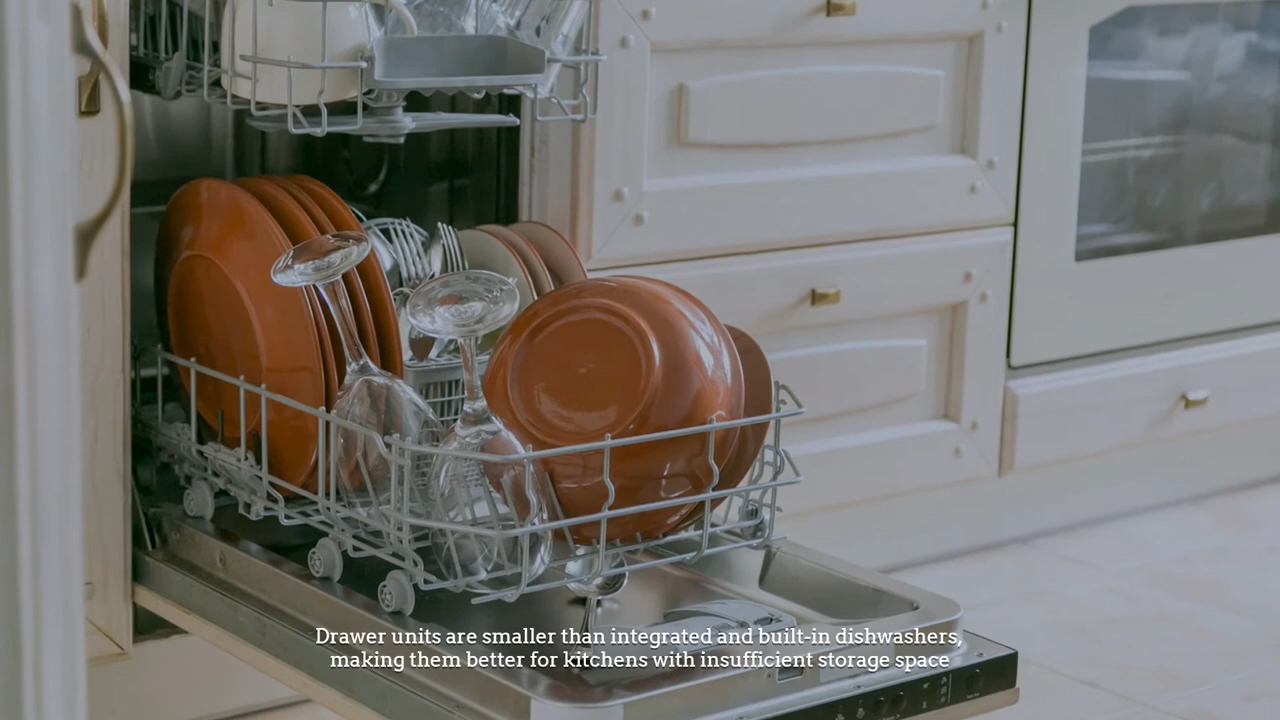 Drawer units are smaller than integrated and built-in dishwashers,
making them better for kitchens with insufficient storage space